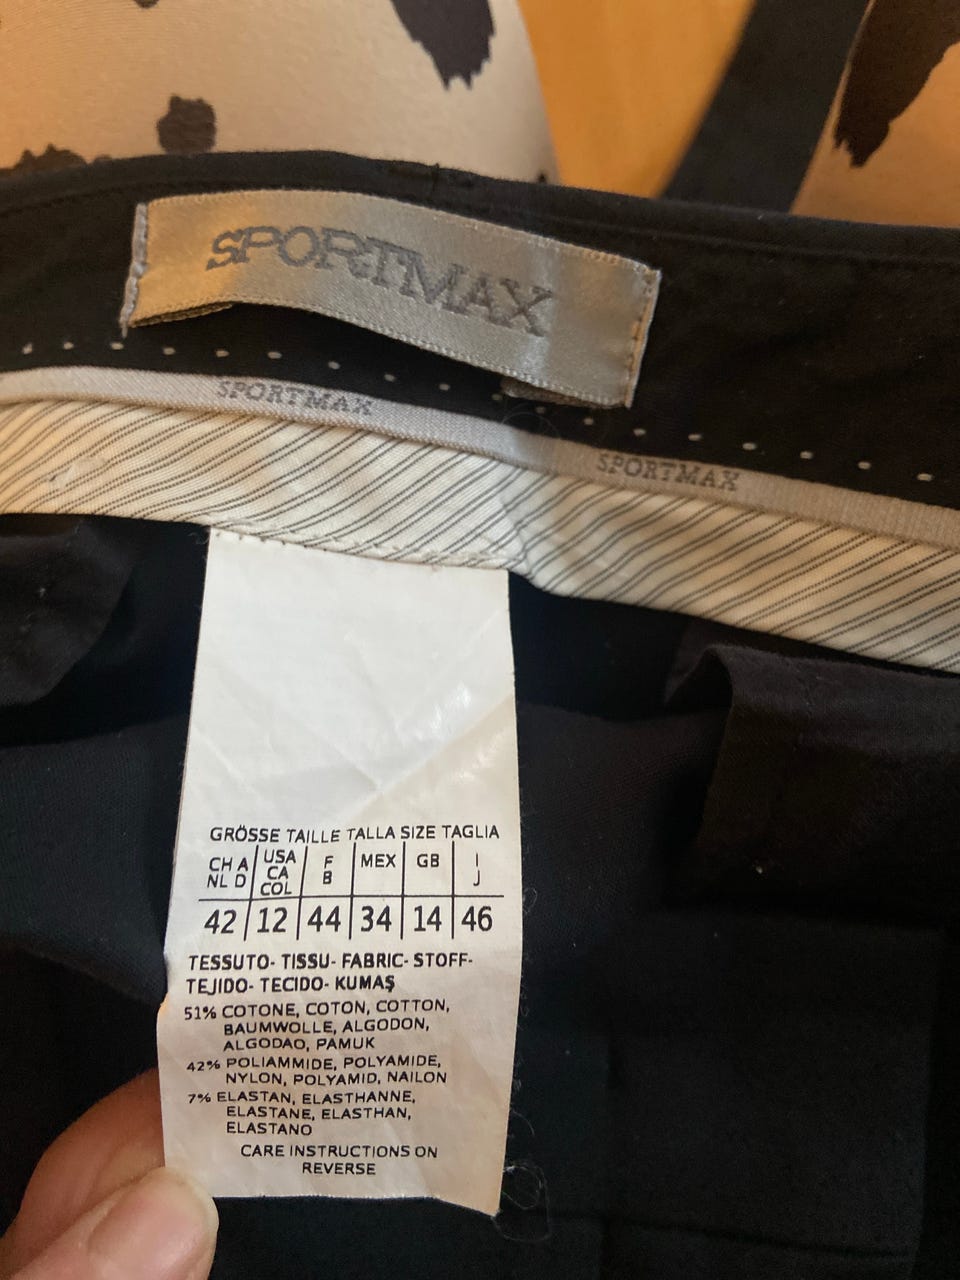 SPORTMAX
SPORTMAX
SPORTMAX
GRÖSSE TAILLE TALLA SIZE TAGLIA
CH A NL D | USA CA COL | F B | MEX | GB | I J
42 | 12 | 44 | 34 | 14 | 46
TESSUTO- TISSU- FABRIC- STOFF-
TEJIDO- TECIDO- KUMAŞ
51% COTONE, COTON, COTTON,
BAUMWOLLE, ALGODON,
ALGODAO, PAMUK
42% POLIAMMIDE, POLYAMIDE,
NYLON, POLYAMID, NAILON
7% ELASTAN, ELASTHANNE,
ELASTANE, ELASTHAN,
ELASTANO
CARE INSTRUCTIONS ON
REVERSE